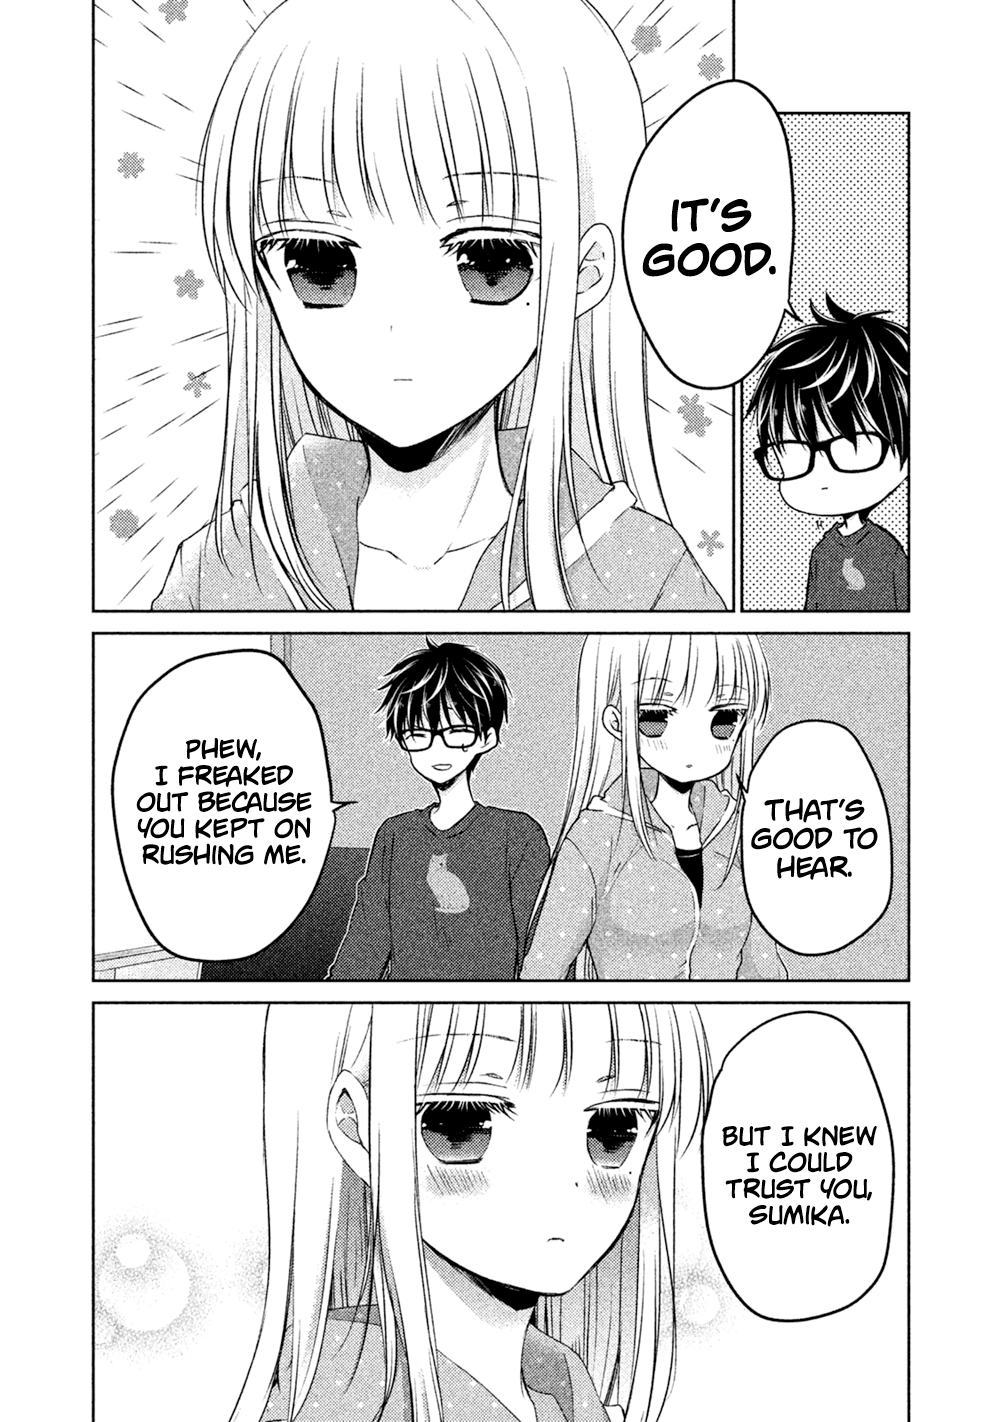 IT'S
GOOD.
THAT'S
GOOD TO
HEAR.
PHEW,
I FREAKED
OUT BECAUSE
YOU KEPT ON
RUSHING ME.
BUT I KNEW
I COULD
TRUST YOU,
SUMIKA.